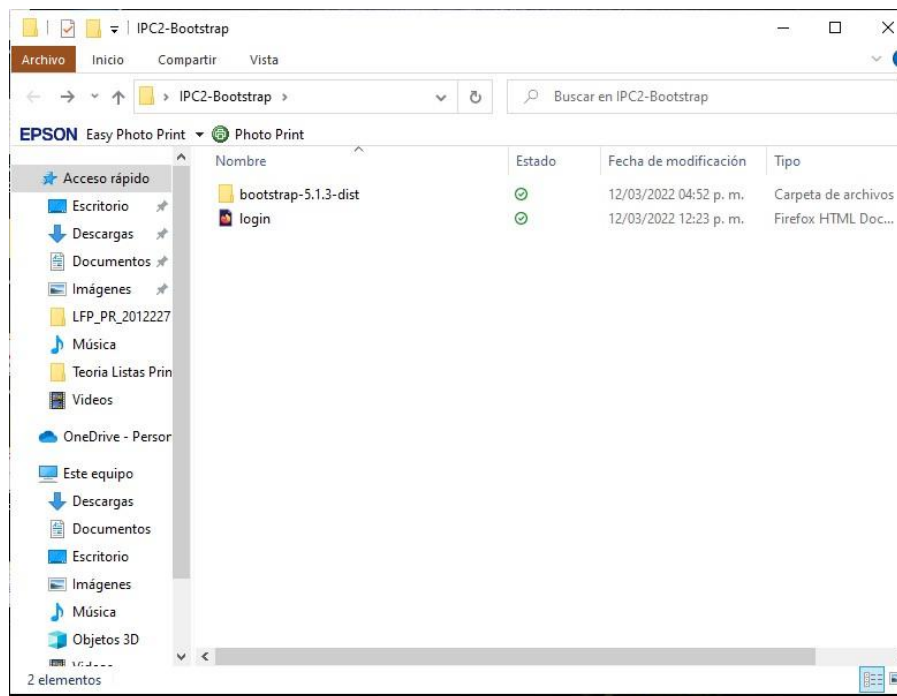 IPC2-Bootstrap
Archivo Inicio Compartir Vista
IPC2-Bootstrap
Buscar en IPC2-Bootstrap
EPSON Easy Photo Print Photo Print
Nombre Estado Fecha de modificación Tipo
Acceso rápido
bootstrap-5.1.3-dist 12/03/2022 04:52 p. m. Carpeta de archivos
Escritorio
login 12/03/2022 12:23 p. m. Firefox HTML Doc...
Descargas
Documentos
Imágenes
LFP_PR_2012227
Música
Teoria Listas Prin
Videos
OneDrive - Person
Este equipo
Descargas
Documentos
Escritorio
Imágenes
Música
Objetos 3D
Videos
2 elementos